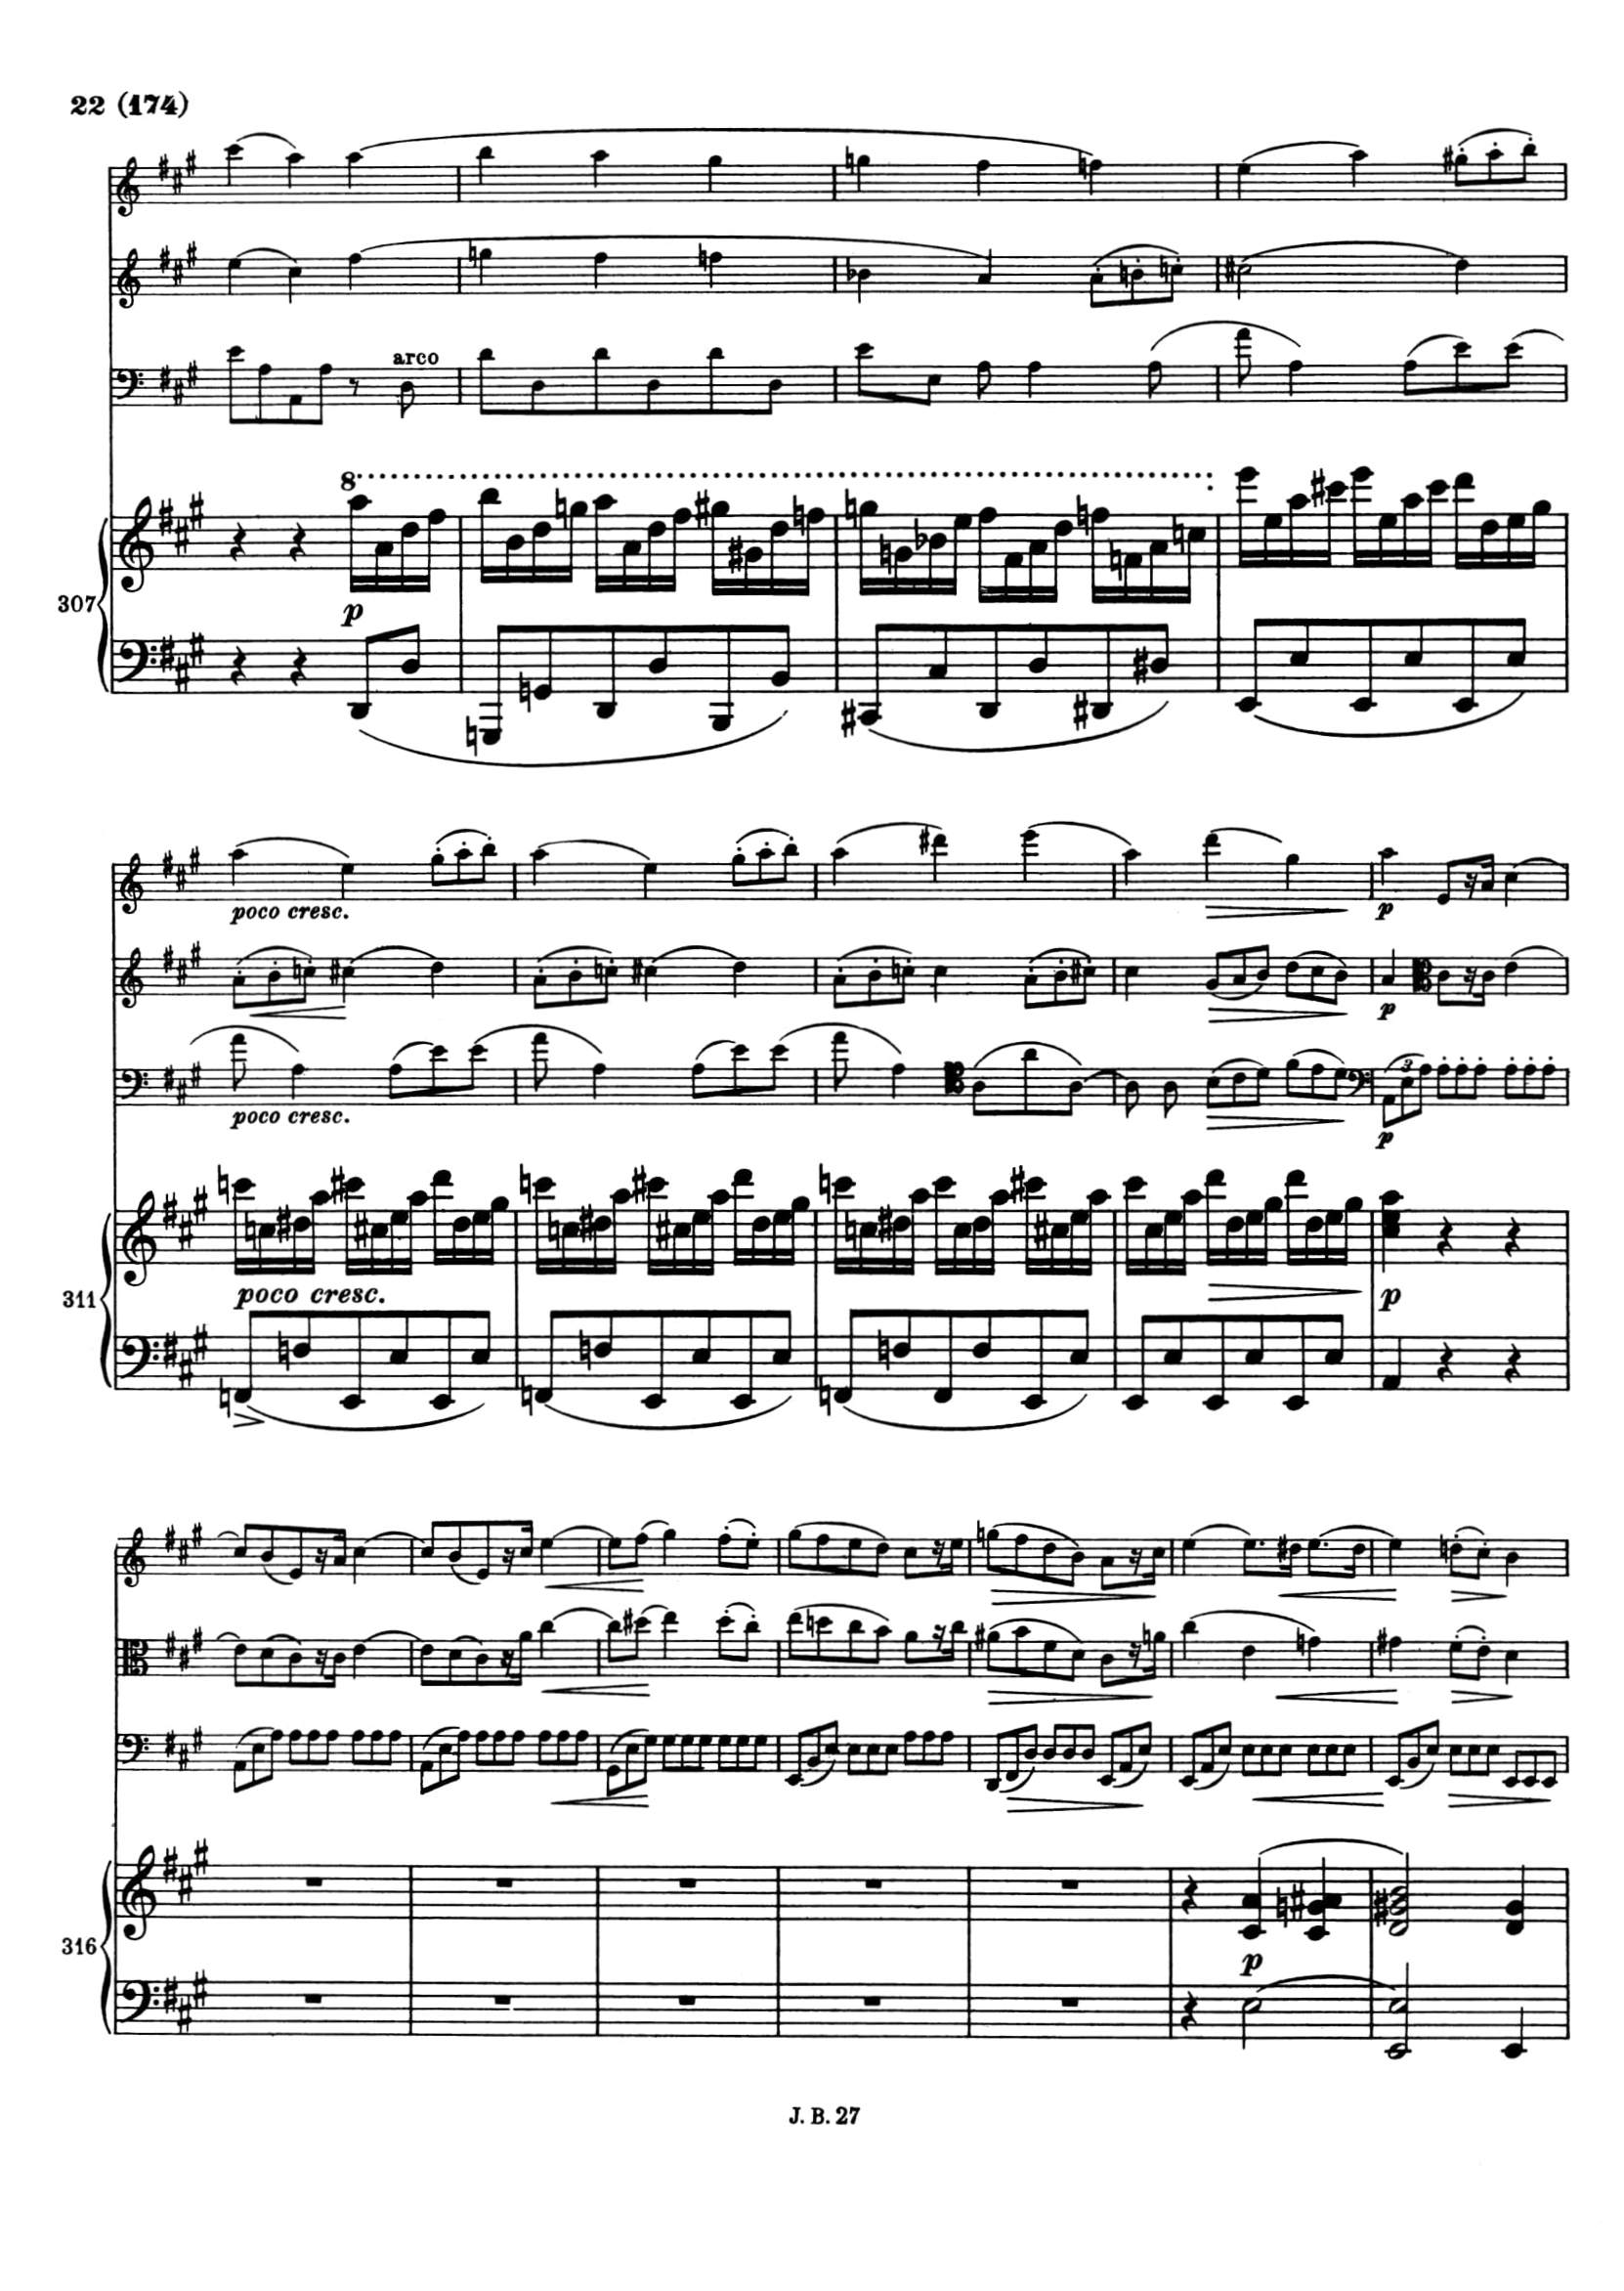 22 (174)
arco
8
307
p
poco cresc.
p
p
3
poco cresc.
p
311
poco cresc.
p
316
p
J. B. 27